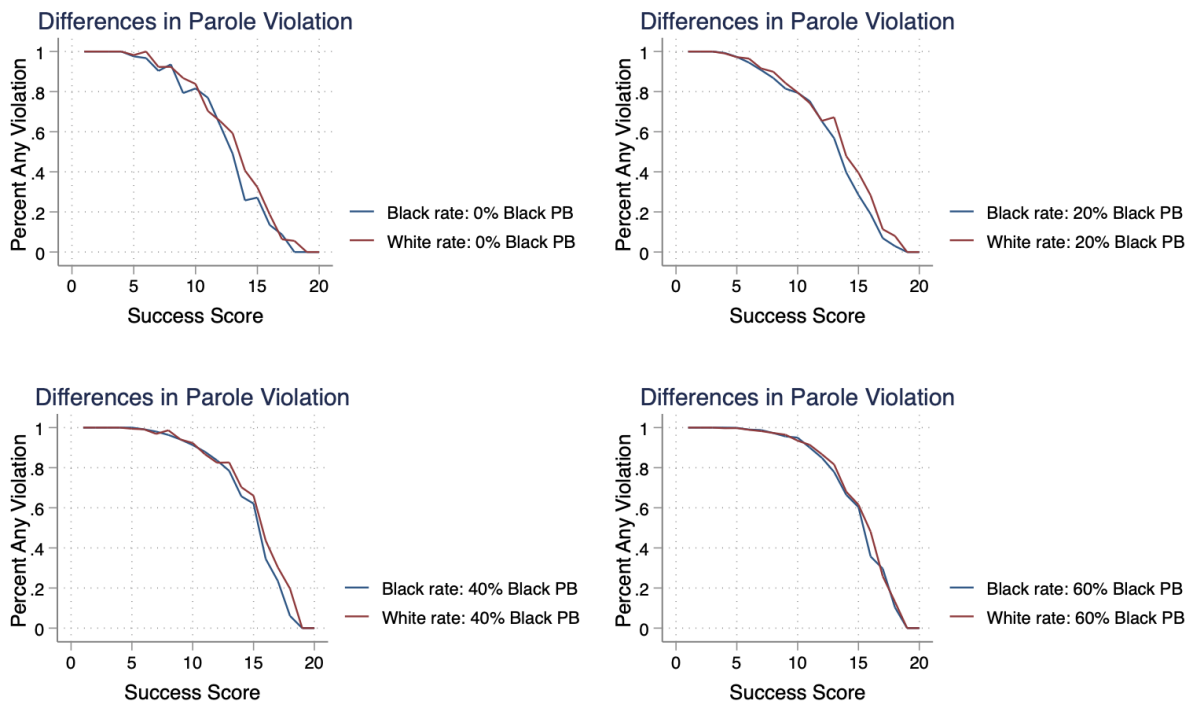 Differences in Parole Violation
Percent Any Violation
1
.8
.6
.4
.2
0
0 5 10 15 20
Success Score
Black rate: 0% Black PB
White rate: 0% Black PB
Differences in Parole Violation
Percent Any Violation
1
.8
.6
.4
.2
0
0 5 10 15 20
Success Score
Black rate: 20% Black PB
White rate: 20% Black PB
Differences in Parole Violation
Percent Any Violation
1
.8
.6
.4
.2
0
0 5 10 15 20
Success Score
Black rate: 40% Black PB
White rate: 40% Black PB
Differences in Parole Violation
Percent Any Violation
1
.8
.6
.4
.2
0
0 5 10 15 20
Success Score
Black rate: 60% Black PB
White rate: 60% Black PB